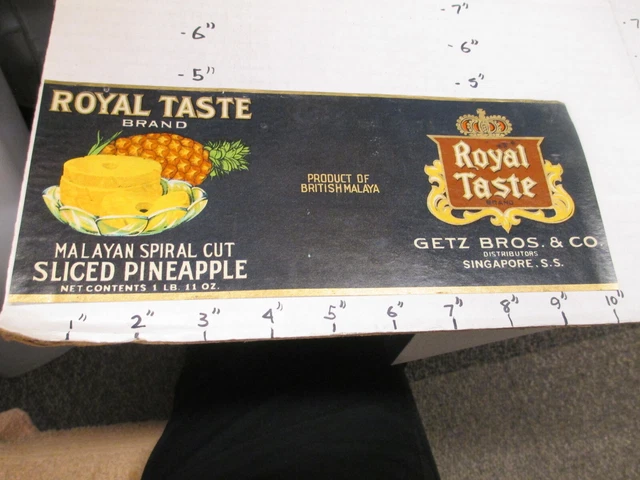 - 6"
- 5"
- 7"
- 6"
- 5"
- 7
ROYAL TASTE
BRAND
MALAYAN SPIRAL CUT
SLICED PINEAPPLE
NET CONTENTS 1 LB. 11 OZ.
PRODUCT OF
BRITISH MALAYA
Royal
Taste
BRAND
GETZ BROS. & CO
DISTRIBUTORS
SINGAPORE, S.S.
1" 2" 3" 4" 5" 6" 7" 8" 9" 10"